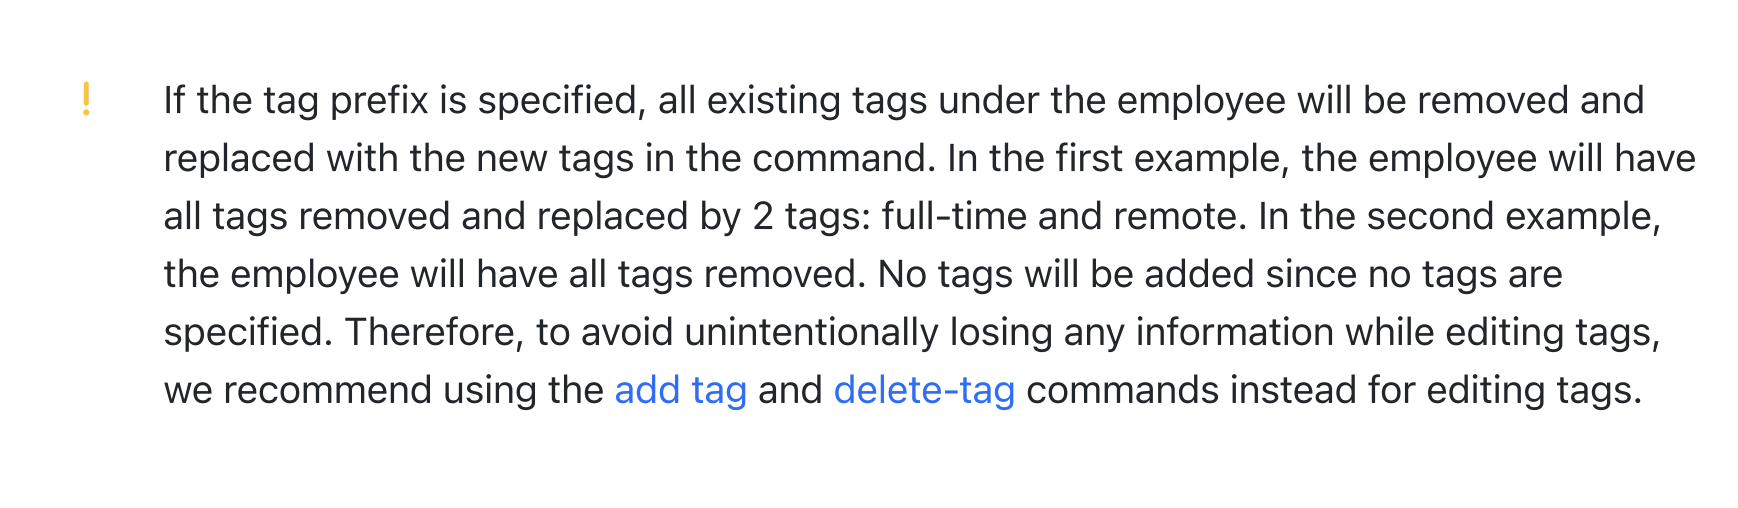 If the tag prefix is specified, all existing tags under the employee will be removed and
replaced with the new tags in the command. In the first example, the employee will have
all tags removed and replaced by 2 tags: full-time and remote. In the second example,
the employee will have all tags removed. No tags will be added since no tags are
specified. Therefore, to avoid unintentionally losing any information while editing tags,
we recommend using the add tag and delete-tag commands instead for editing tags.